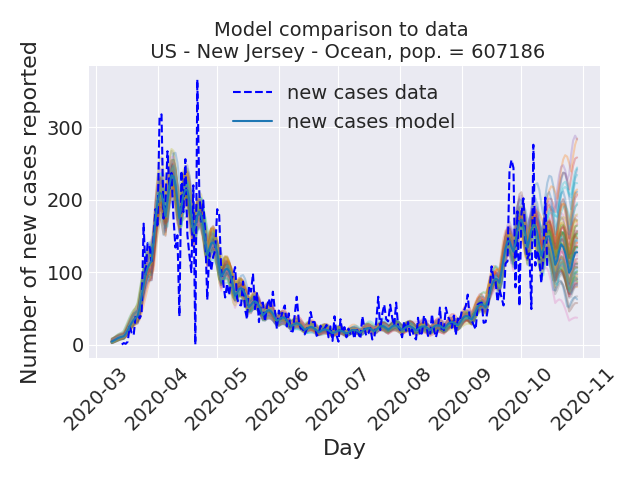 Model comparison to data
US - New Jersey - Ocean, pop. = 607186
new cases data
new cases model
Number of new cases reported
300
200
100
0
2020-03
2020-04
2020-05
2020-06
2020-07
2020-08
2020-09
2020-10
2020-11
Day